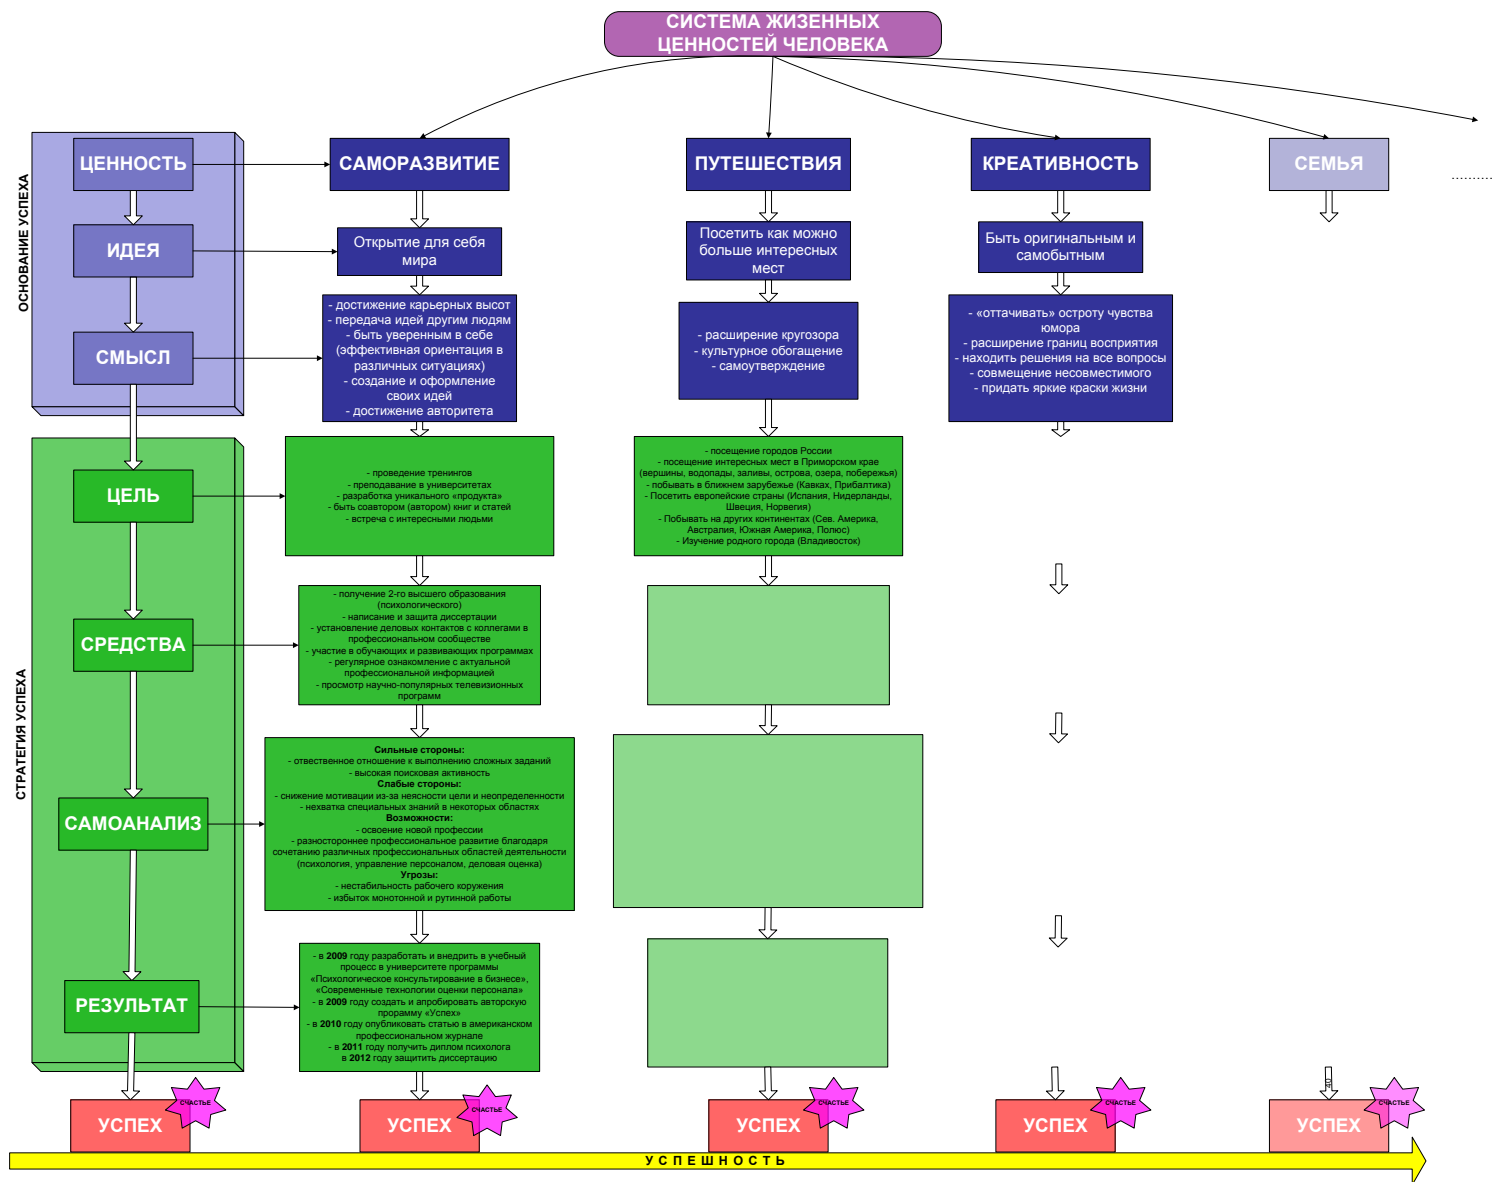 СИСТЕМА ЖИЗЕННЫХ
ЦЕННОСТЕЙ ЧЕЛОВЕКА
ОСНОВАНИЕ УСПЕХА
ЦЕННОСТЬ
ИДЕЯ
СМЫСЛ
СТРАТЕГИЯ УСПЕХА
ЦЕЛЬ
СРЕДСТВА
САМОАНАЛИЗ
РЕЗУЛЬТАТ
УСПЕХ
СЧАСТЬЕ
САМОРАЗВИТИЕ
Открытие для себя
мира
- достижение карьерных высот
- передача идей другим людям
- быть уверенным в себе
(эффективная ориентация в
различных ситуациях)
- создание и оформление
своих идей
- достижение авторитета
- проведение тренингов
- преподавание в университетах
- разработка уникального «продукта»
- быть соавтором (автором) книг и статей
- встреча с интересными людьми
- получение 2-го высшего образования
(психологического)
- написание и защита диссертации
- установление деловых контактов с коллегами в
профессиональном сообществе
- участие в обучающих и развивающих программах
- регулярное ознакомление с актуальной
профессиональной информацией
- просмотр научно-популярных телевизионных
программ
Сильные стороны:
- отвественное отношение к выполнению сложных заданий
- высокая поисковая активность
Слабые стороны:
- снижение мотивации из-за неясности цели и неопределенности
- нехватка специальных знаний в некоторых областях
Возможности:
- освоение новой профессии
- разностороннее профессиональное развитие благодаря
сочетанию различных профессиональных областей деятельности
(психология, управление персоналом, деловая оценка)
Угрозы:
- нестабильность рабочего коружения
- избыток монотонной и рутинной работы
- в 2009 году разработать и внедрить в учебный
процесс в университете программы
«Психологическое консультирование в бизнесе»,
«Современные технологии оценки персонала»
- в 2009 году создать и апробировать авторскую
прорамму «Успех»
- в 2010 году опубликовать статью в американском
профессиональном журнале
- в 2011 году получить диплом психолога
в 2012 году защитить диссертацию
УСПЕХ
СЧАСТЬЕ
ПУТЕШЕСТВИЯ
Посетить как можно
больше интересных
мест
- расширение кругозора
- культурное обогащение
- самоутверждение
- посещение городов России
- посещение интересных мест в Приморском крае
(вершины, водопады, заливы, острова, озера, побережья)
- побывать в ближнем зарубежье (Кавказ, Прибалтика)
- Посетить европейские страны (Испания, Нидерланды,
Швеция, Норвегия)
- Побывать на других континентах (Сев. Америка,
Австралия, Южная Америка, Полюс)
- Изучение родного города (Владивосток)
УСПЕХ
СЧАСТЬЕ
КРЕАТИВНОСТЬ
Быть оригинальным и
самобытным
- «оттачивать» остроту чувства
юмора
- расширение границ восприятия
- находить решения на все вопросы
- совмещение несовместимого
- придать яркие краски жизни
УСПЕХ
СЧАСТЬЕ
СЕМЬЯ
40
УСПЕХ
СЧАСТЬЕ
..........
УСПЕШНОСТЬ